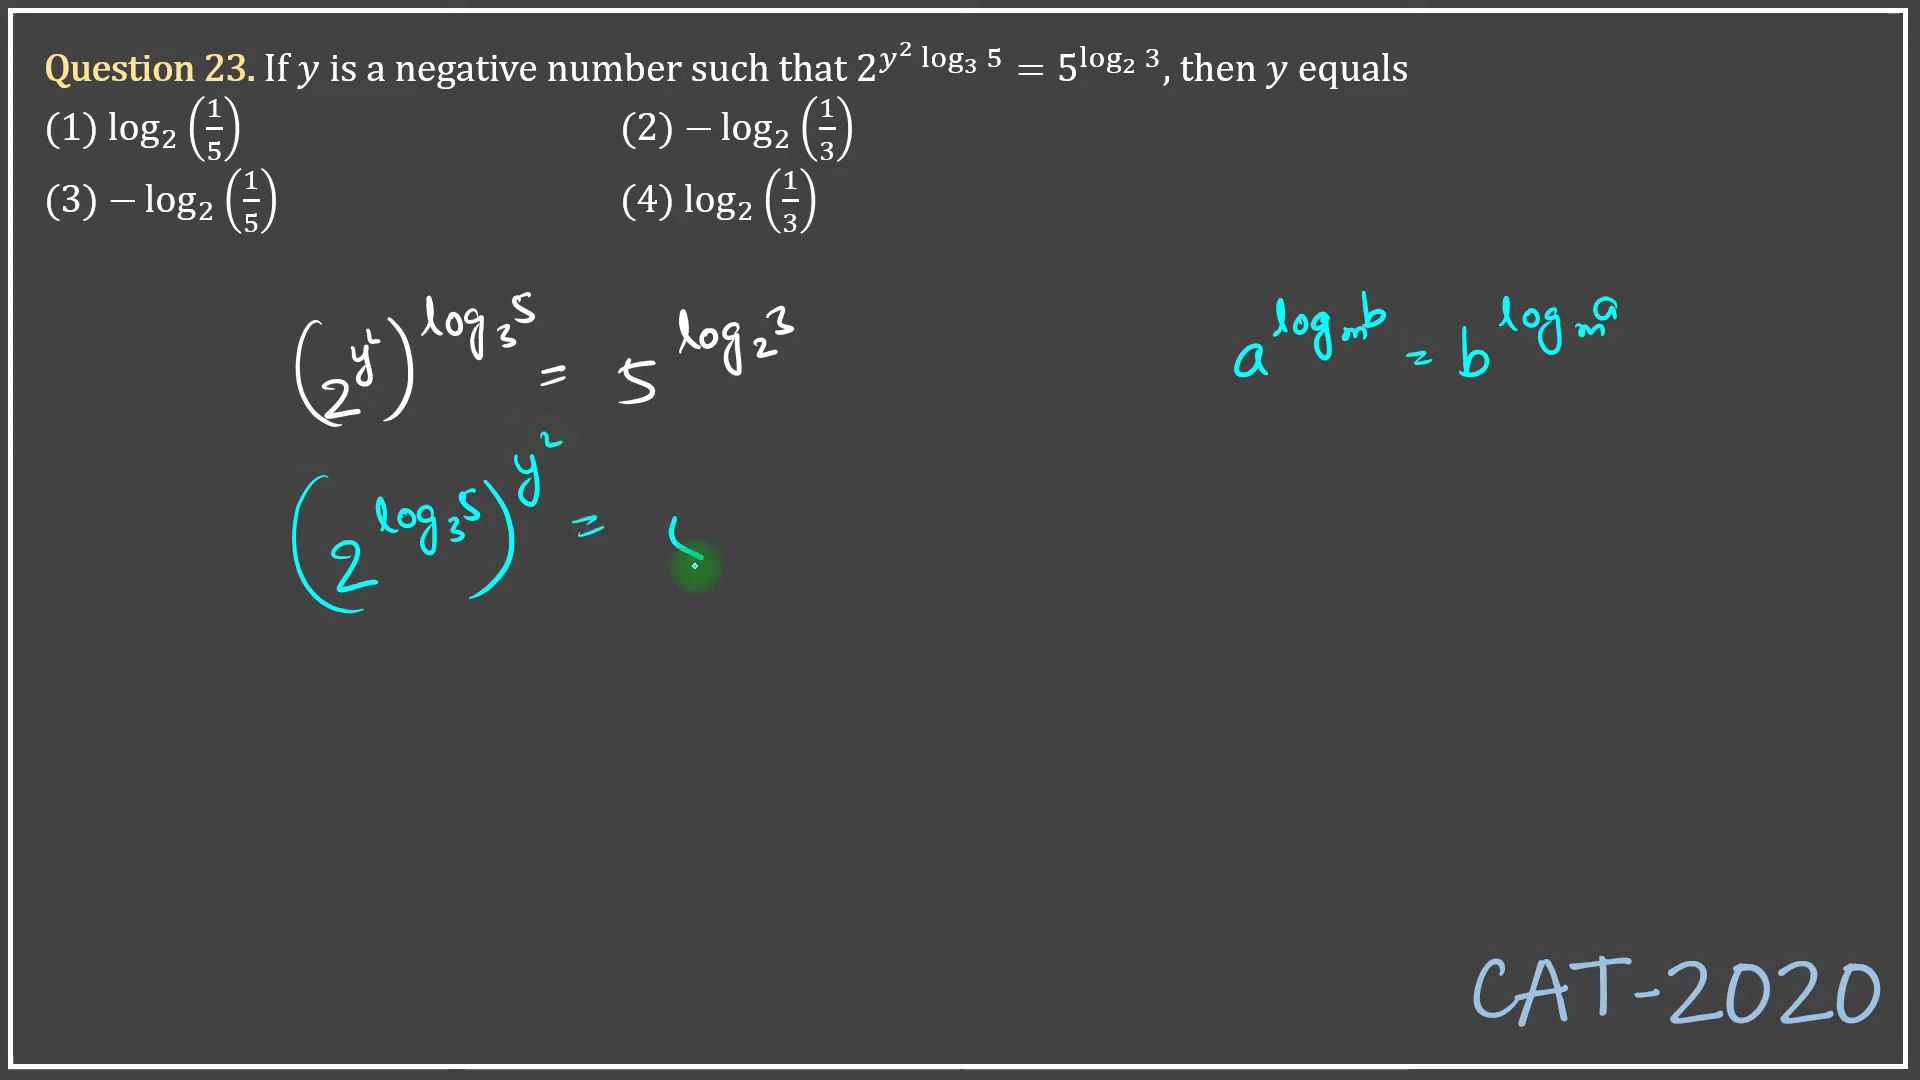 Question 23. If y is a negative number such that 2^{y^2 log_3 5} = 5^{log_2 3}, then y equals
(1) log_2 (1/5) (2) − log_2 (1/3)
(3) − log_2 (1/5) (4) log_2 (1/3)
(2^{y^2})^{log_3 5} = 5^{log_2 3}
a^{log_m b} = b^{log_m a}
(2^{log_3 5})^{y^2} =
CAT-2020